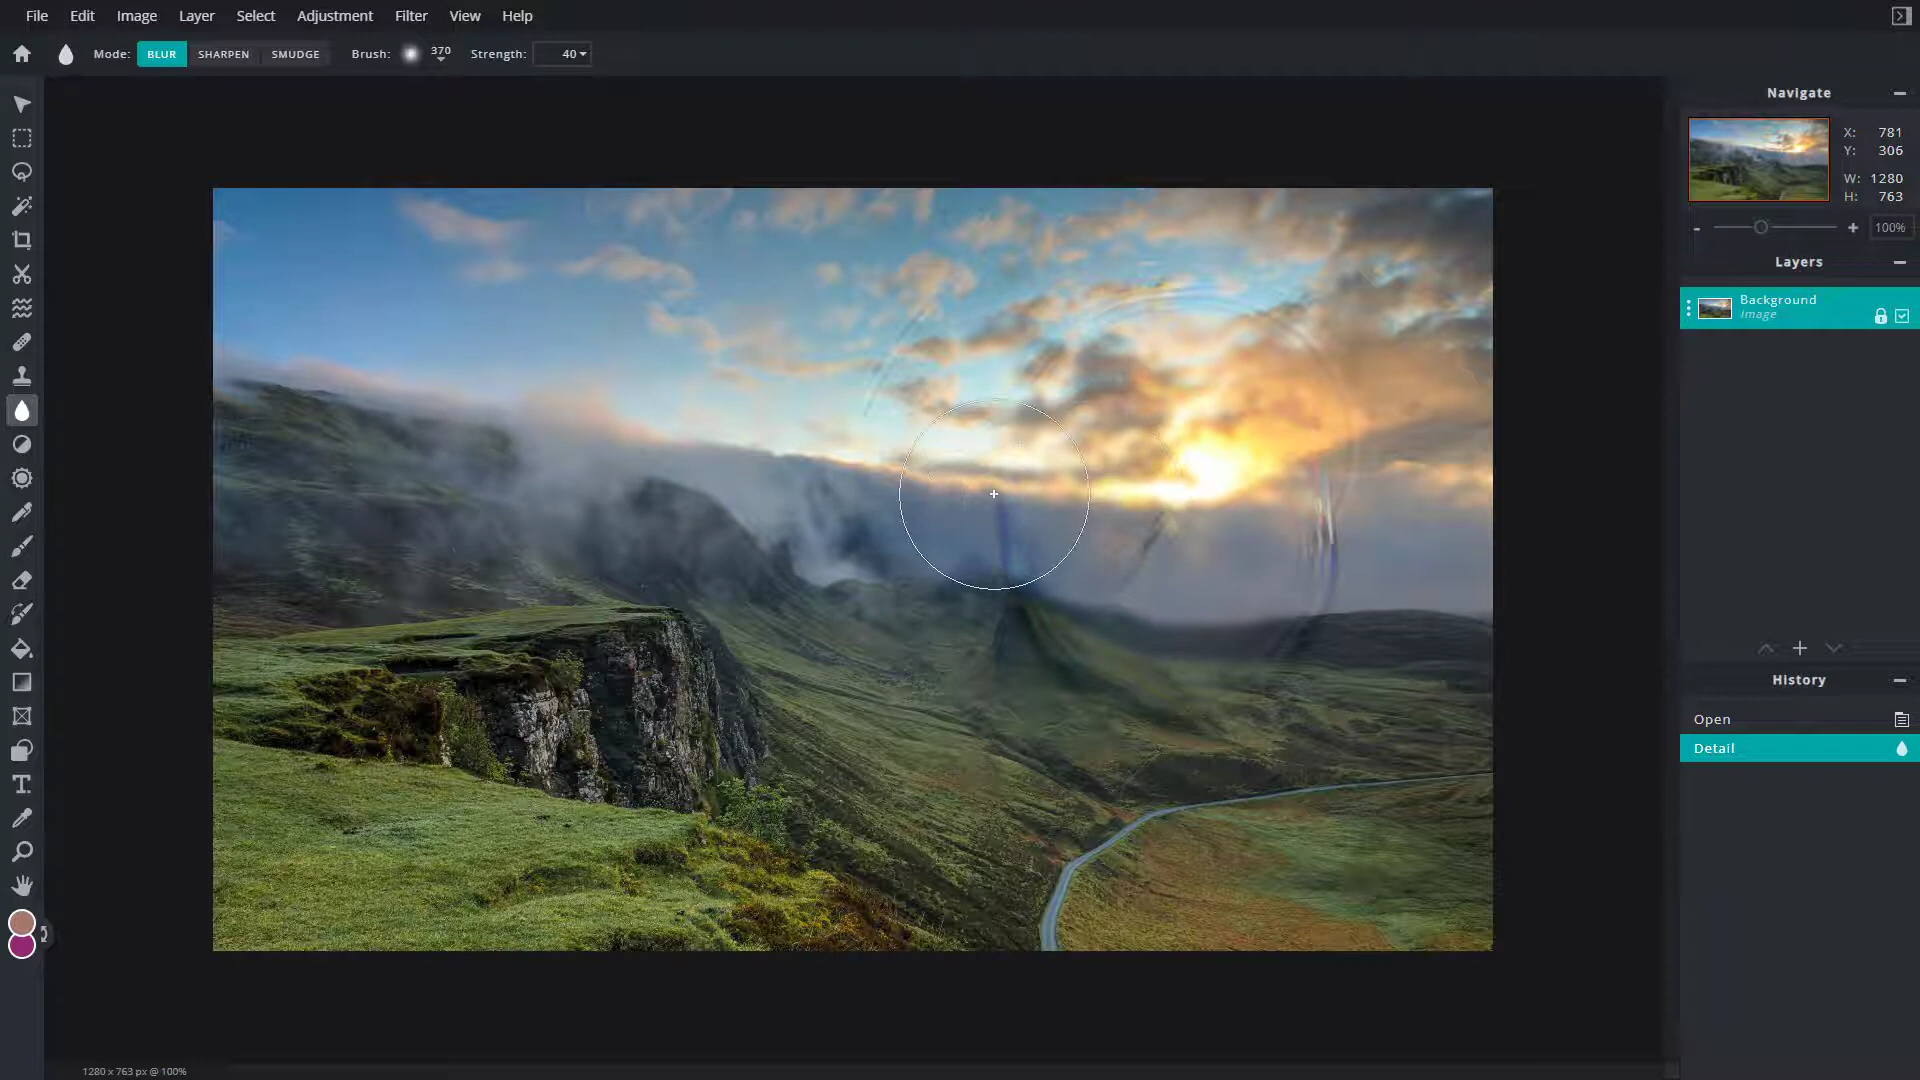 File Edit Image Layer Select Adjustment Filter View Help
Mode: BLUR SHARPEN SMUDGE Brush: 370 Strength: 40
Navigate
X: 781
Y: 306
W: 1280
H: 763
- + 100%
Layers
Background
Image
History
Open
Detail
1280 x 763 px @ 100%